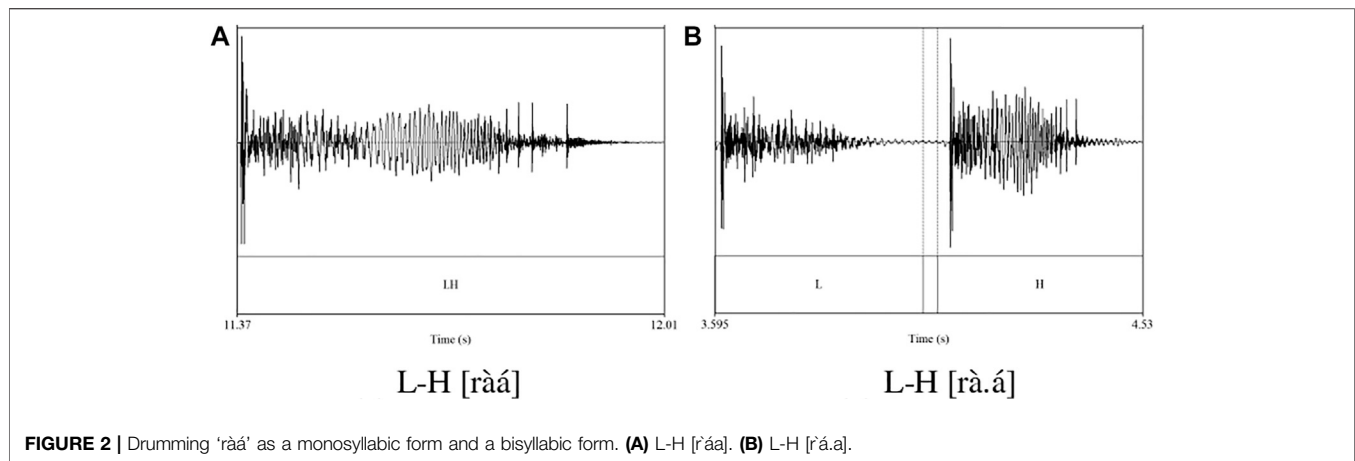 A
B
LH
L
H
11.37
12.01
3.595
4.53
Time (s)
Time (s)
L-H [ràá]
L-H [rà.á]
FIGURE 2 | Drumming ‘ràá’ as a monosyllabic form and a bisyllabic form. (A) L-H [r̀áa]. (B) L-H [r̀á.a].